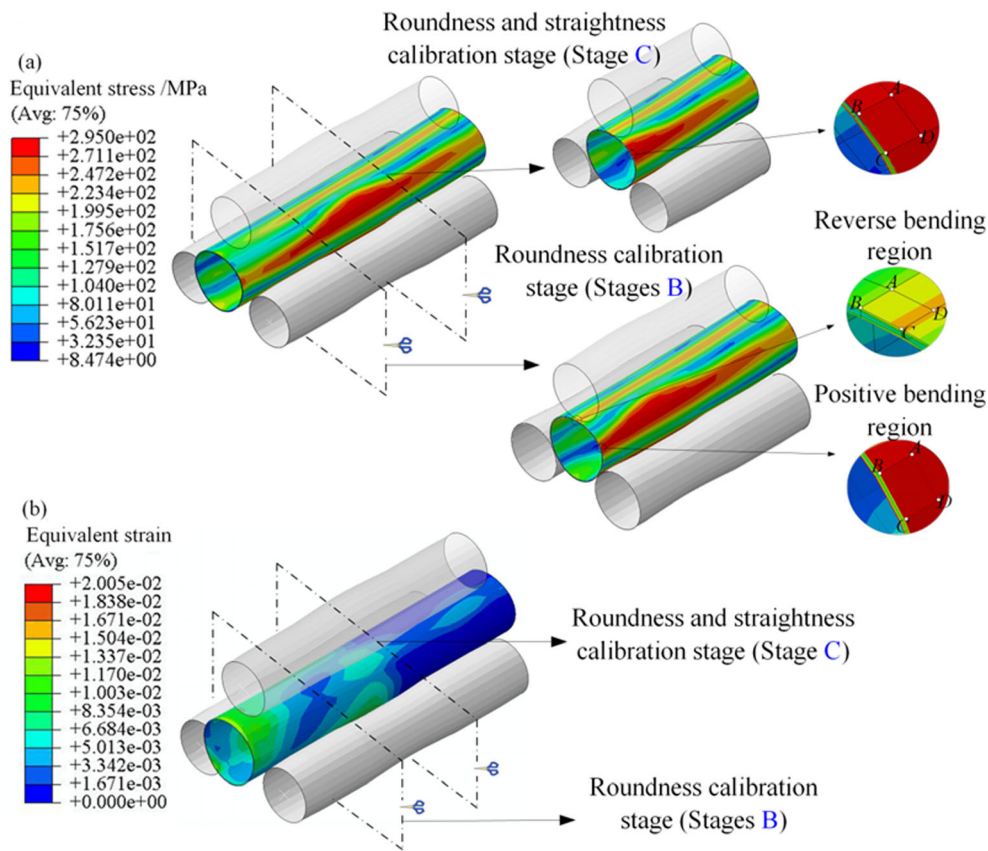 Roundness and straightness
calibration stage (Stage C)
(a)
Equivalent stress /MPa
(Avg: 75%)
+2.950e+02
+2.711e+02
+2.472e+02
+2.234e+02
+1.995e+02
+1.756e+02
+1.517e+02
+1.279e+02
+1.040e+02
+8.011e+01
+5.623e+01
+3.235e+01
+8.474e+00
A
B
D
C
Roundness calibration
stage (Stages B)
Reverse bending
region
A
B
D
C
Positive bending
region
A
B
D
C
(b)
Equivalent strain
(Avg: 75%)
+2.005e-02
+1.838e-02
+1.671e-02
+1.504e-02
+1.337e-02
+1.170e-02
+1.003e-02
+8.354e-03
+6.684e-03
+5.013e-03
+3.342e-03
+1.671e-03
+0.000e+00
Roundness and straightness
calibration stage (Stage C)
Roundness calibration
stage (Stages B)